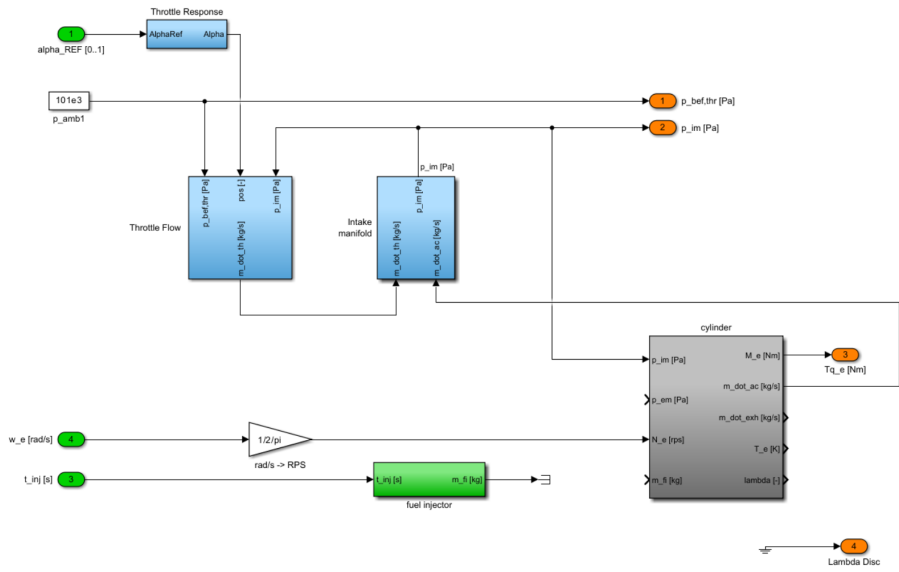 Throttle Response
1
AlphaRef
Alpha
alpha_REF [0..1]
101e3
p_amb1
1
p_bef,thr [Pa]
2
p_im [Pa]
p_im [Pa]
p_bef,thr [Pa]
pos [-]
p_im [Pa]
m_dot_th [kg/s]
Throttle Flow
p_im [Pa]
m_dot_th [kg/s]
m_dot_ac [kg/s]
Intake
manifold
cylinder
p_im [Pa]
M_e [Nm]
3
Tq_e [Nm]
m_dot_ac [kg/s]
p_em [Pa]
m_dot_exh [kg/s]
w_e [rad/s]
4
1/2/pi
rad/s -> RPS
N_e [rps]
T_e [K]
t_inj [s]
3
t_inj [s]
m_fi [kg]
fuel injector
m_fi [kg]
lambda [-]
4
Lambda Disc